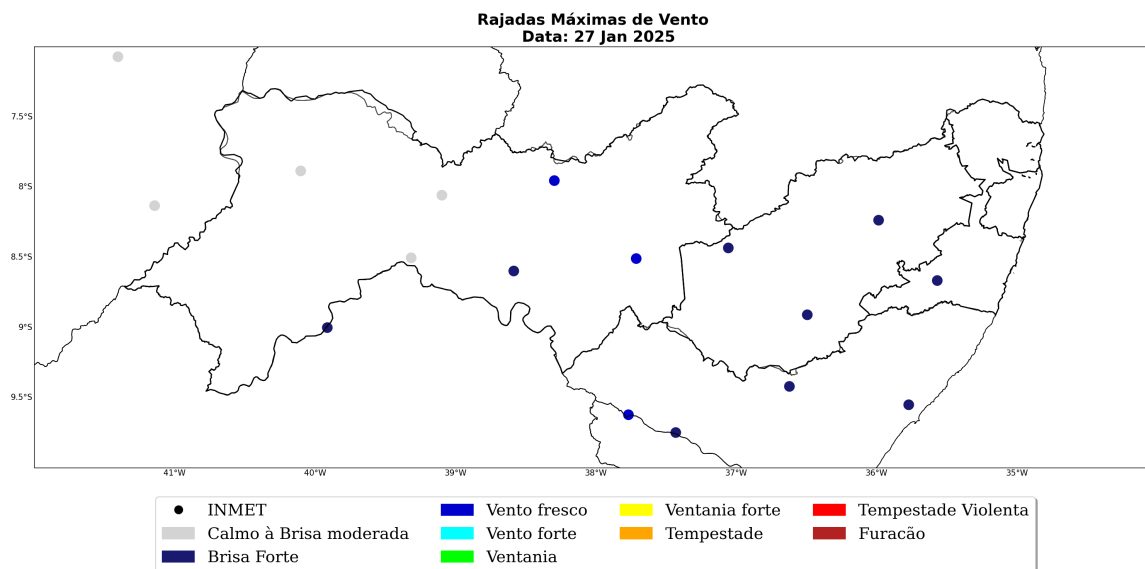 Rajadas Máximas de Vento
Data: 27 Jan 2025
7.5°S
8°S
8.5°S
9°S
9.5°S
41°W
40°W
39°W
38°W
37°W
36°W
35°W
INMET
Calmo à Brisa moderada
Brisa Forte
Vento fresco
Vento forte
Ventania
Ventania forte
Tempestade
Tempestade Violenta
Furacão